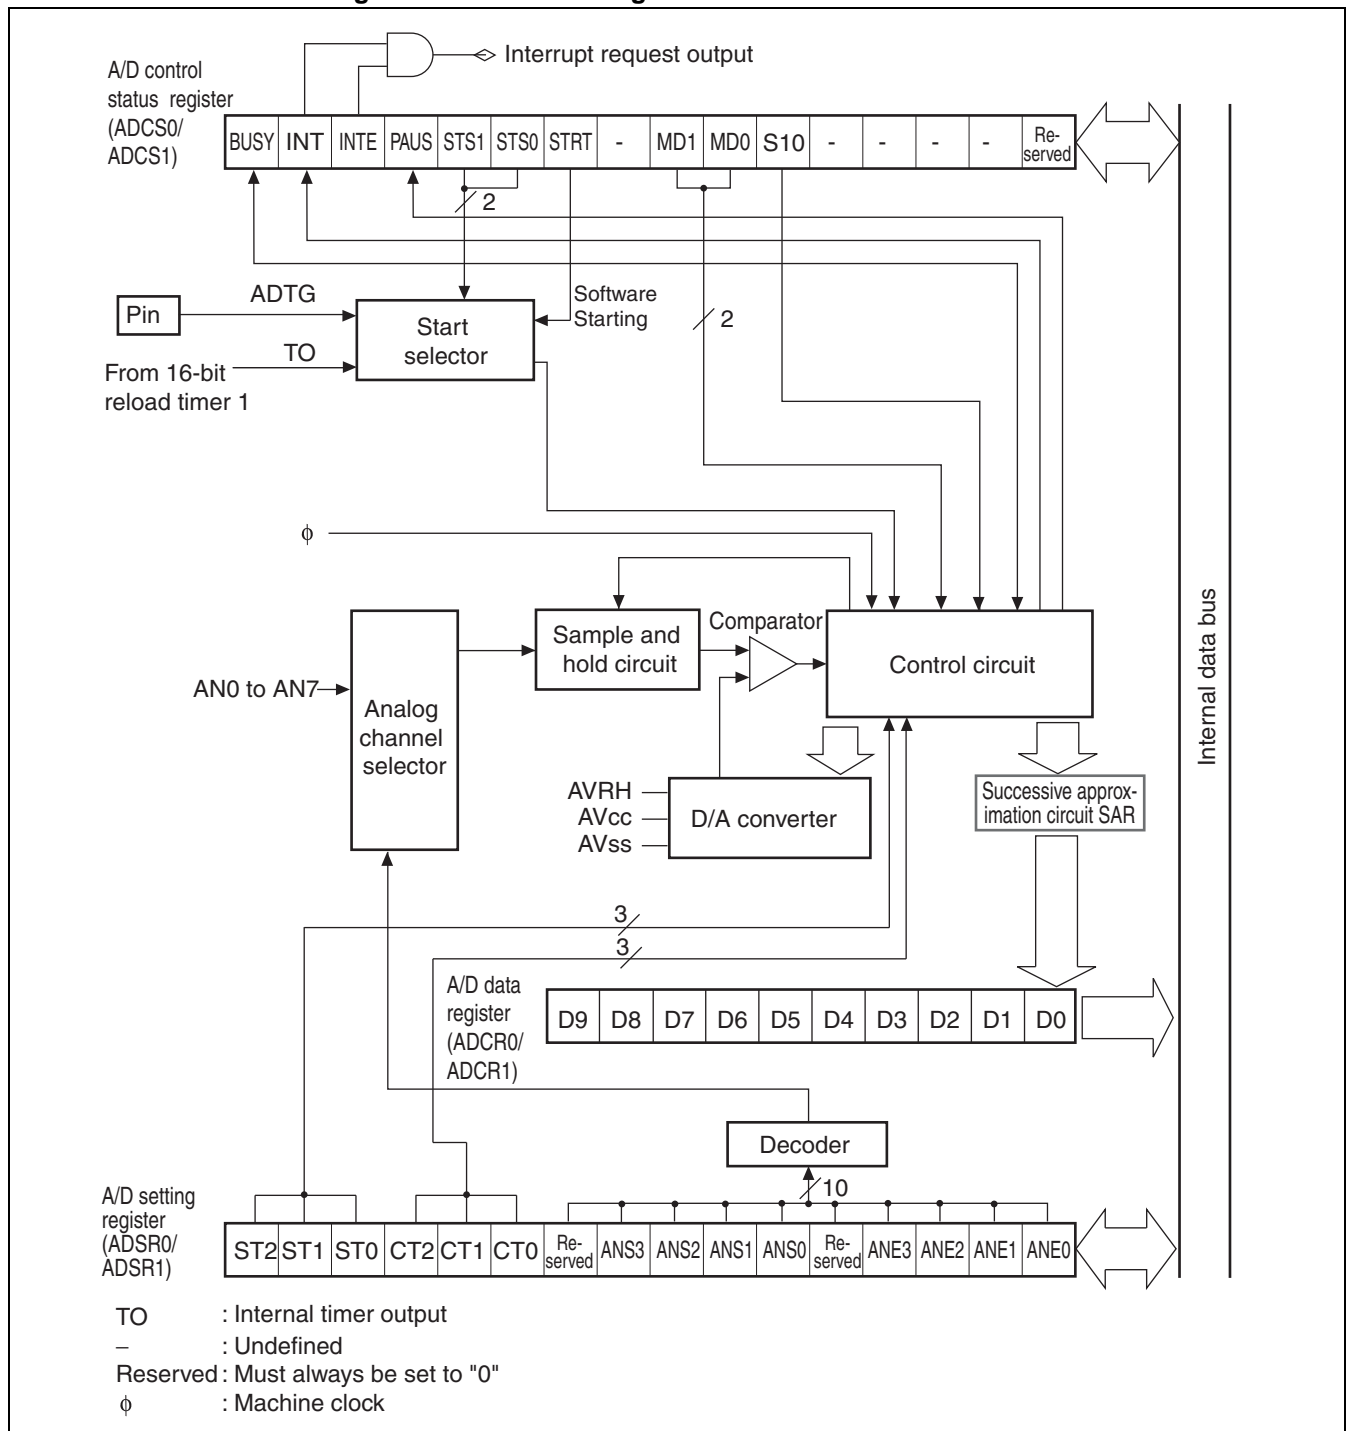 Interrupt request output
A/D control
status register
(ADCS0/
ADCS1)
BUSY INT INTE PAUS STS1 STS0 STRT - MD1 MD0 S10 - - - - Re-
served
2
ADTG
Pin
Start
selector
Software
Starting
2
TO
From 16-bit
reload timer 1
ϕ
Internal data bus
Sample and
hold circuit
Comparator
Control circuit
AN0 to AN7
Analog
channel
selector
AVRH
AVcc
AVss
D/A converter
Successive approx-
imation circuit SAR
3
3
A/D data
register
(ADCR0/
ADCR1)
D9 D8 D7 D6 D5 D4 D3 D2 D1 D0
Decoder
10
A/D setting
register
(ADSR0/
ADSR1)
ST2 ST1 ST0 CT2 CT1 CT0 Re-
served ANS3 ANS2 ANS1 ANS0 Re-
served ANE3 ANE2 ANE1 ANE0
TO : Internal timer output
– : Undefined
Reserved : Must always be set to "0"
ϕ : Machine clock